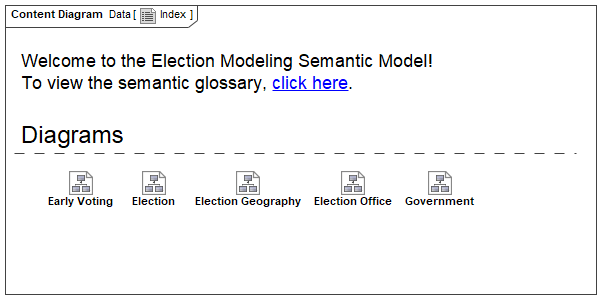 Content Diagram Data [ Index ]
Welcome to the Election Modeling Semantic Model!
To view the semantic glossary, click here.
Diagrams
Early Voting Election Election Geography Election Office Government